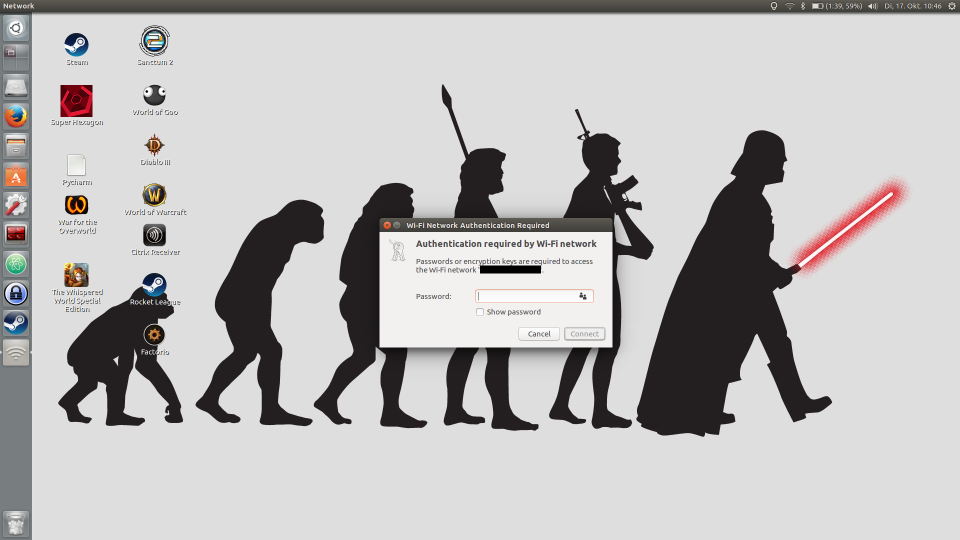 Network
(1:39, 59%)
Di, 17. Okt. 10:46
Steam
Sanctum 2
Super Hexagon
World of Goo
Diablo III
Pycharm
World of Warcraft
War for the
Overworld
Citrix Receiver
The Whispered
World Special
Edition
Rocket League
Factorio
Wi-Fi Network Authentication Required
Authentication required by Wi-Fi network
Passwords or encryption keys are required to access
the Wi-Fi network '
Password:
Show password
Cancel
Connect